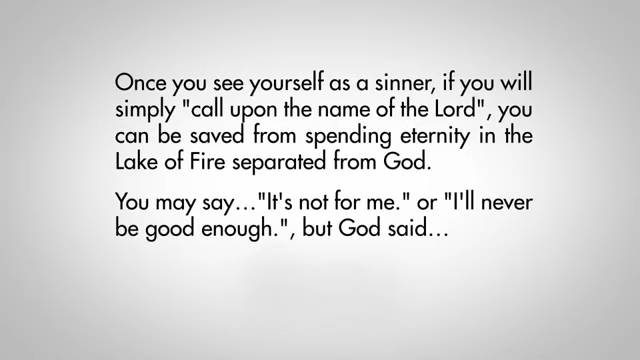 Once you see yourself as a sinner, if you will
simply "call upon the name of the Lord", you
can be saved from spending eternity in the
Lake of Fire separated from God.
You may say…"It's not for me." or "I'll never
be good enough.", but God said…